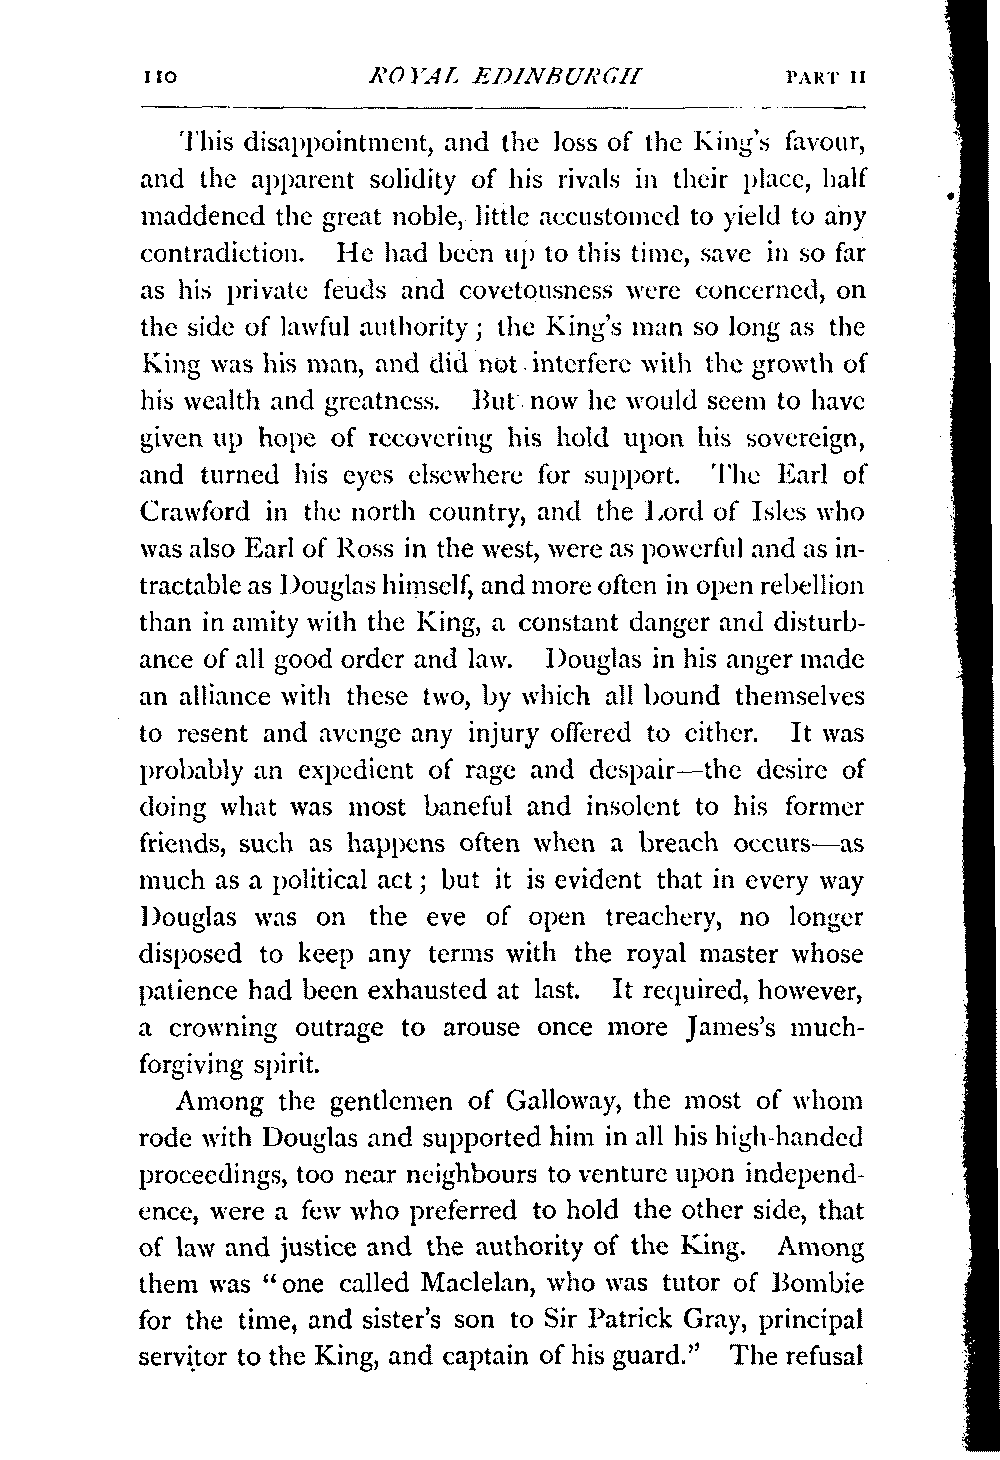 110 ROYAL EDINBURGH PART II
This disappointment, and the loss of the King's favour,
and the apparent solidity of his rivals in their place, half
maddened the great noble, little accustomed to yield to any
contradiction. He had been up to this time, save in so far
as his private feuds and covetousness were concerned, on
the side of lawful authority; the King's man so long as the
King was his man, and did not interfere with the growth of
his wealth and greatness. But now he would seem to have
given up hope of recovering his hold upon his sovereign,
and turned his eyes elsewhere for support. The Earl of
Crawford in the north country, and the Lord of Isles who
was also Earl of Ross in the west, were as powerful and as in-
tractable as Douglas himself, and more often in open rebellion
than in amity with the King, a constant danger and disturb-
ance of all good order and law. Douglas in his anger made
an alliance with these two, by which all bound themselves
to resent and avenge any injury offered to either. It was
probably an expedient of rage and despair—the desire of
doing what was most baneful and insolent to his former
friends, such as happens often when a breach occurs—as
much as a political act; but it is evident that in every way
Douglas was on the eve of open treachery, no longer
disposed to keep any terms with the royal master whose
patience had been exhausted at last. It required, however,
a crowning outrage to arouse once more James's much-
forgiving spirit.
Among the gentlemen of Galloway, the most of whom
rode with Douglas and supported him in all his high-handed
proceedings, too near neighbours to venture upon independ-
ence, were a few who preferred to hold the other side, that
of law and justice and the authority of the King. Among
them was "one called Maclelan, who was tutor of Bombie
for the time, and sister's son to Sir Patrick Gray, principal
servitor to the King, and captain of his guard." The refusal